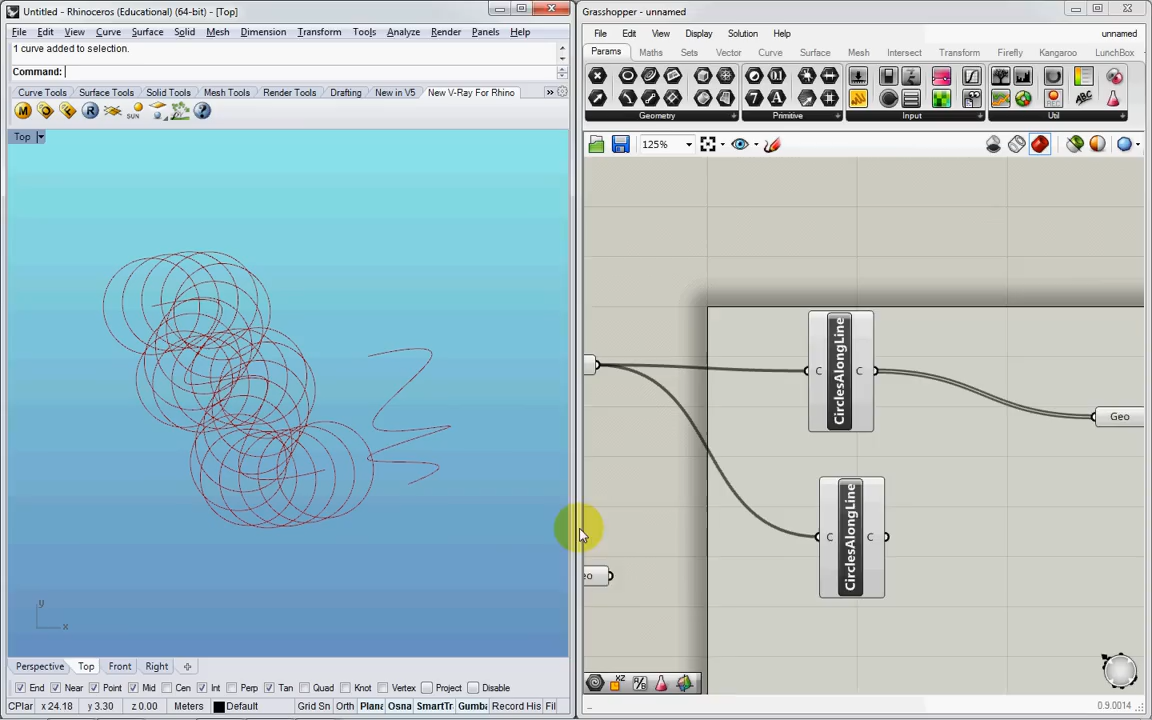 Untitled - Rhinoceros (Educational) (64-bit) - [Top]
File Edit View Curve Surface Solid Mesh Dimension Transform Tools Analyze Render Panels Help
1 curve added to selection.
Command:
Curve Tools Surface Tools Solid Tools Mesh Tools Render Tools Drafting New in V5 New V-Ray For Rhino
M R SUN ?
Top
y
x
Perspective Top Front Right
End Near Point Mid Cen Int Perp Tan Quad Knot Vertex Project Disable
CPlar x 24.18 y 3.30 z 0.00 Meters Default Grid Sn Orth Plana Osna SmartTr Gumba Record His Fil
Grasshopper - unnamed
File Edit View Display Solution Help unnamed
Params Maths Sets Vector Curve Surface Mesh Intersect Transform Firefly Kangaroo LunchBox
Geometry Primitive Input Util
125%
C CirclesAlongLine C
Geo
C CirclesAlongLine C
eo
0.9.0014